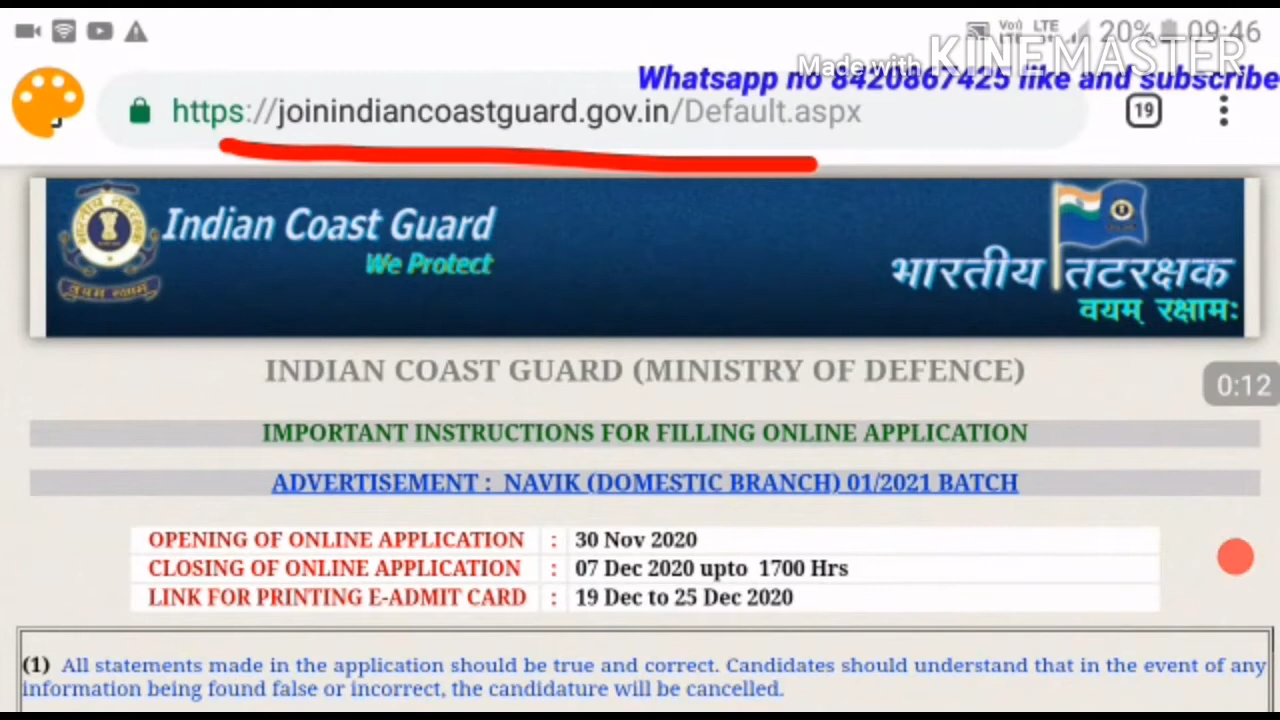 Voり LTE 20% 09:46
Made with KINEMASTER
Whatsapp no 8420867425 like and subscribe
https://joinindiancoastguard.gov.in/Default.aspx
19
Indian Coast Guard
We Protect
भारतीय तटरक्षक
वयम् रक्षामः
INDIAN COAST GUARD (MINISTRY OF DEFENCE)
0:12
IMPORTANT INSTRUCTIONS FOR FILLING ONLINE APPLICATION
ADVERTISEMENT : NAVIK (DOMESTIC BRANCH) 01/2021 BATCH
OPENING OF ONLINE APPLICATION : 30 Nov 2020
CLOSING OF ONLINE APPLICATION : 07 Dec 2020 upto 1700 Hrs
LINK FOR PRINTING E-ADMIT CARD : 19 Dec to 25 Dec 2020
(1) All statements made in the application should be true and correct. Candidates should understand that in the event of any
information being found false or incorrect, the candidature will be cancelled.